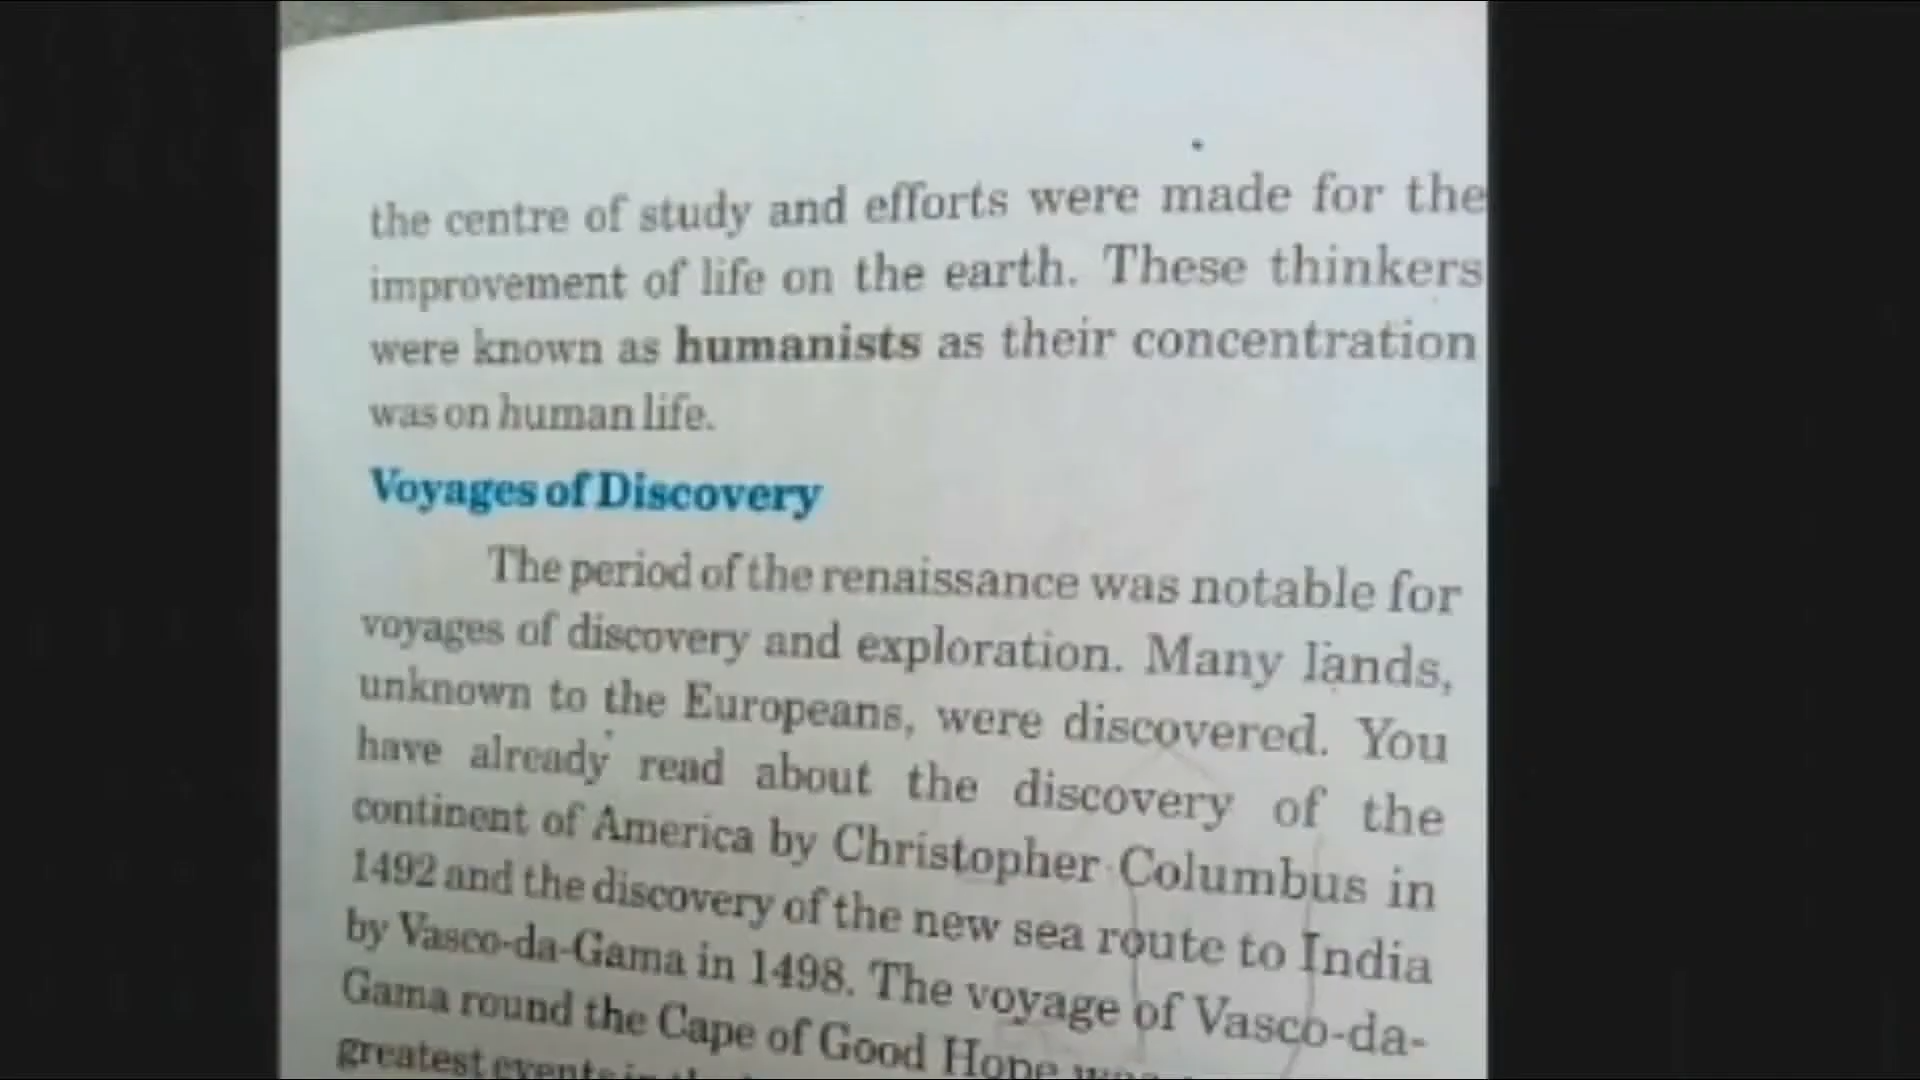 the centre of study and efforts were made for the
improvement of life on the earth. These thinkers
were known as humanists as their concentration
was on human life.
Voyages of Discovery
The period of the renaissance was notable for
voyages of discovery and exploration. Many lands,
unknown to the Europeans, were discovered. You
have already read about the discovery of the
continent of America by Christopher Columbus in
1492 and the discovery of the new sea route to India
by Vasco-da-Gama in 1498. The voyage of Vasco-da-
Gama round the Cape of Good Hope was
greatest events in